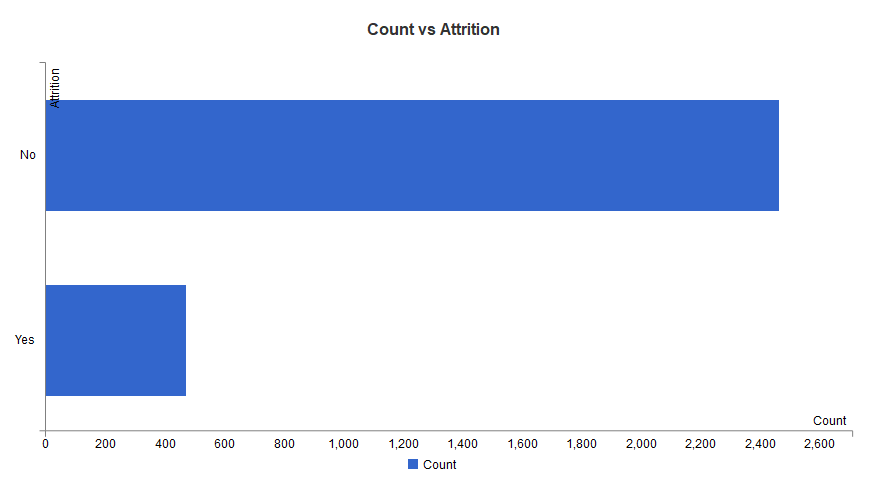 Count vs Attrition
Attrition
No
Yes
Count
0 200 400 600 800 1,000 1,200 1,400 1,600 1,800 2,000 2,200 2,400 2,600
Count